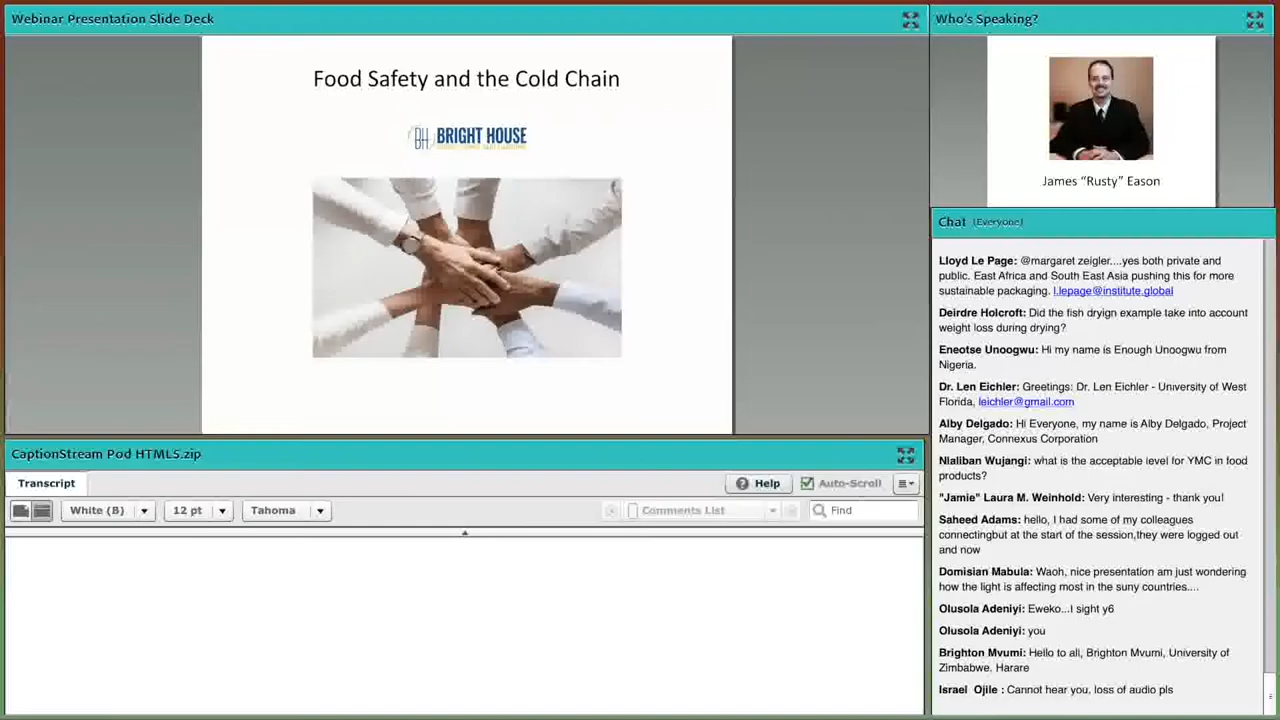 Webinar Presentation Slide Deck
Food Safety and the Cold Chain
BH BRIGHT HOUSE
Who's Speaking?
James “Rusty” Eason
Chat (Everyone)
Lloyd Le Page: @margaret zeigler....yes both private and
public. East Africa and South East Asia pushing this for more
sustainable packaging. l.lepage@institute.global
Deirdre Holcroft: Did the fish dryign example take into account
weight loss during drying?
Eneotse Unoogwu: Hi my name is Enough Unoogwu from
Nigeria.
Dr. Len Eichler: Greetings: Dr. Len Eichler - University of West
Florida, leichler@gmail.com
Alby Delgado: Hi Everyone, my name is Alby Delgado, Project
Manager, Connexus Corporation
Nialiban Wujangi: what is the acceptable level for YMC in food
products?
"Jamie" Laura M. Weinhold: Very interesting - thank you!
Saheed Adams: hello, I had some of my colleagues
connectingbut at the start of the session,they were logged out
and now
Domisian Mabula: Waoh, nice presentation am just wondering
how the light is affecting most in the suny countries....
Olusola Adeniyi: Eweko...I sight y6
Olusola Adeniyi: you
Brighton Mvumi: Hello to all, Brighton Mvumi, University of
Zimbabwe. Harare
Israel Ojile : Cannot hear you, loss of audio pls
CaptionStream Pod HTML5.zip
Transcript
Help
Auto-Scroll
White (B)
12 pt
Tahoma
Comments List
Find